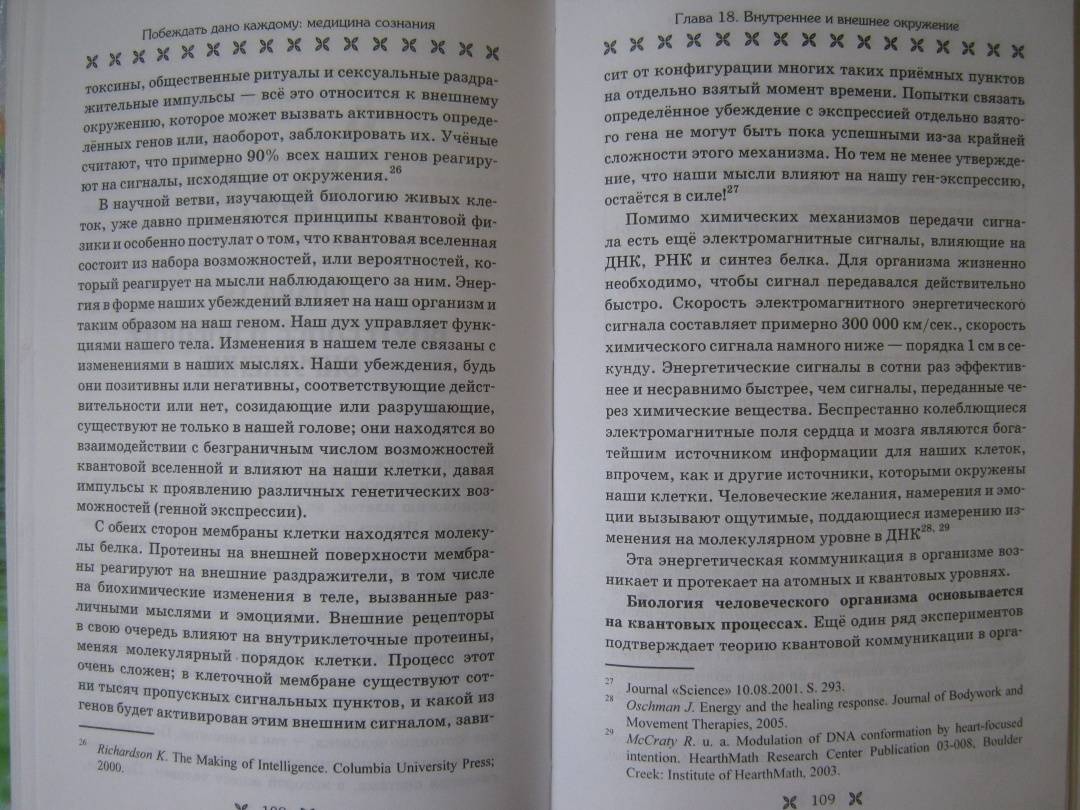 Побеждать дано каждому: медицина сознания
токсины, общественные ритуалы и сексуальные раздра-
жительные импульсы — всё это относится к внешнему
окружению, которое может вызвать активность опреде-
лённых генов или, наоборот, заблокировать их. Учёные
считают, что примерно 90% всех наших генов реагиру-
ют на сигналы, исходящие от окружения.26
В научной ветви, изучающей биологию живых кле-
ток, уже давно применяются принципы квантовой фи-
зики и особенно постулат о том, что квантовая вселенная
состоит из набора возможностей, или вероятностей, ко-
торый реагирует на мысли наблюдающего за ним. Энер-
гия в форме наших убеждений влияет на наш организм и
таким образом на наш геном. Наш дух управляет функ-
циями нашего тела. Изменения в нашем теле связаны с
изменениями в наших мыслях. Наши убеждения, будь
они позитивны или негативны, соответствующие дейст-
вительности или нет, созидающие или разрушающие,
существуют не только в нашей голове; они находятся во
взаимодействии с безграничным числом возможностей
квантовой вселенной и влияют на наши клетки, давая
импульсы к проявлению различных генетических воз-
можностей (генной экспрессии).
С обеих сторон мембраны клетки находятся молеку-
лы белка. Протеины на внешней поверхности мембра-
ны реагируют на внешние раздражители, в том числе
на биохимические изменения в теле, вызванные раз-
личными мыслями и эмоциями. Внешние рецепторы
в свою очередь влияют на внутриклеточные протеины,
меняя молекулярный порядок клетки. Процесс этот
очень сложен; в клеточной мембране существуют сот-
ни тысяч пропускных сигнальных пунктов, и какой из
генов будет активирован этим внешним сигналом, зави-
26 Richardson K. The Making of Intelligence. Columbia University Press;
2000.
Глава 18. Внутреннее и внешнее окружение
сит от конфигурации многих таких приёмных пунктов
на отдельно взятый момент времени. Попытки связать
определённое убеждение с экспрессией отдельно взято-
го гена не могут быть пока успешными из-за крайней
сложности этого механизма. Но тем не менее утвержде-
ние, что наши мысли влияют на нашу ген-экспрессию,
остаётся в силе!27
Помимо химических механизмов передачи сигна-
ла есть ещё электромагнитные сигналы, влияющие на
ДНК, РНК и синтез белка. Для организма жизненно
необходимо, чтобы сигнал передавался действительно
быстро. Скорость электромагнитного энергетического
сигнала составляет примерно 300 000 км/сек., скорость
химического сигнала намного ниже — порядка 1 см в се-
кунду. Энергетические сигналы в сотни раз эффектив-
нее и несравнимо быстрее, чем сигналы, переданные че-
рез химические вещества. Беспрестанно колеблющиеся
электромагнитные поля сердца и мозга являются бога-
тейшим источником информации для наших клеток,
впрочем, как и другие источники, которыми окружены
наши клетки. Человеческие желания, намерения и эмо-
ции вызывают ощутимые, поддающиеся измерению из-
менения на молекулярном уровне в ДНК28, 29
Эта энергетическая коммуникация в организме воз-
никает и протекает на атомных и квантовых уровнях.
Биология человеческого организма основывается
на квантовых процессах. Ещё один ряд экспериментов
подтверждает теорию квантовой коммуникации в орга-
27 Journal «Science» 10.08.2001. S. 293.
28 Oschman J. Energy and the healing response. Journal of Bodywork and
Movement Therapies, 2005.
29 McCraty R. u. a. Modulation of DNA conformation by heart-focused
intention. HearthMath Research Center Publication 03-008, Boulder
Creek: Institute of HearthMath, 2003.
109